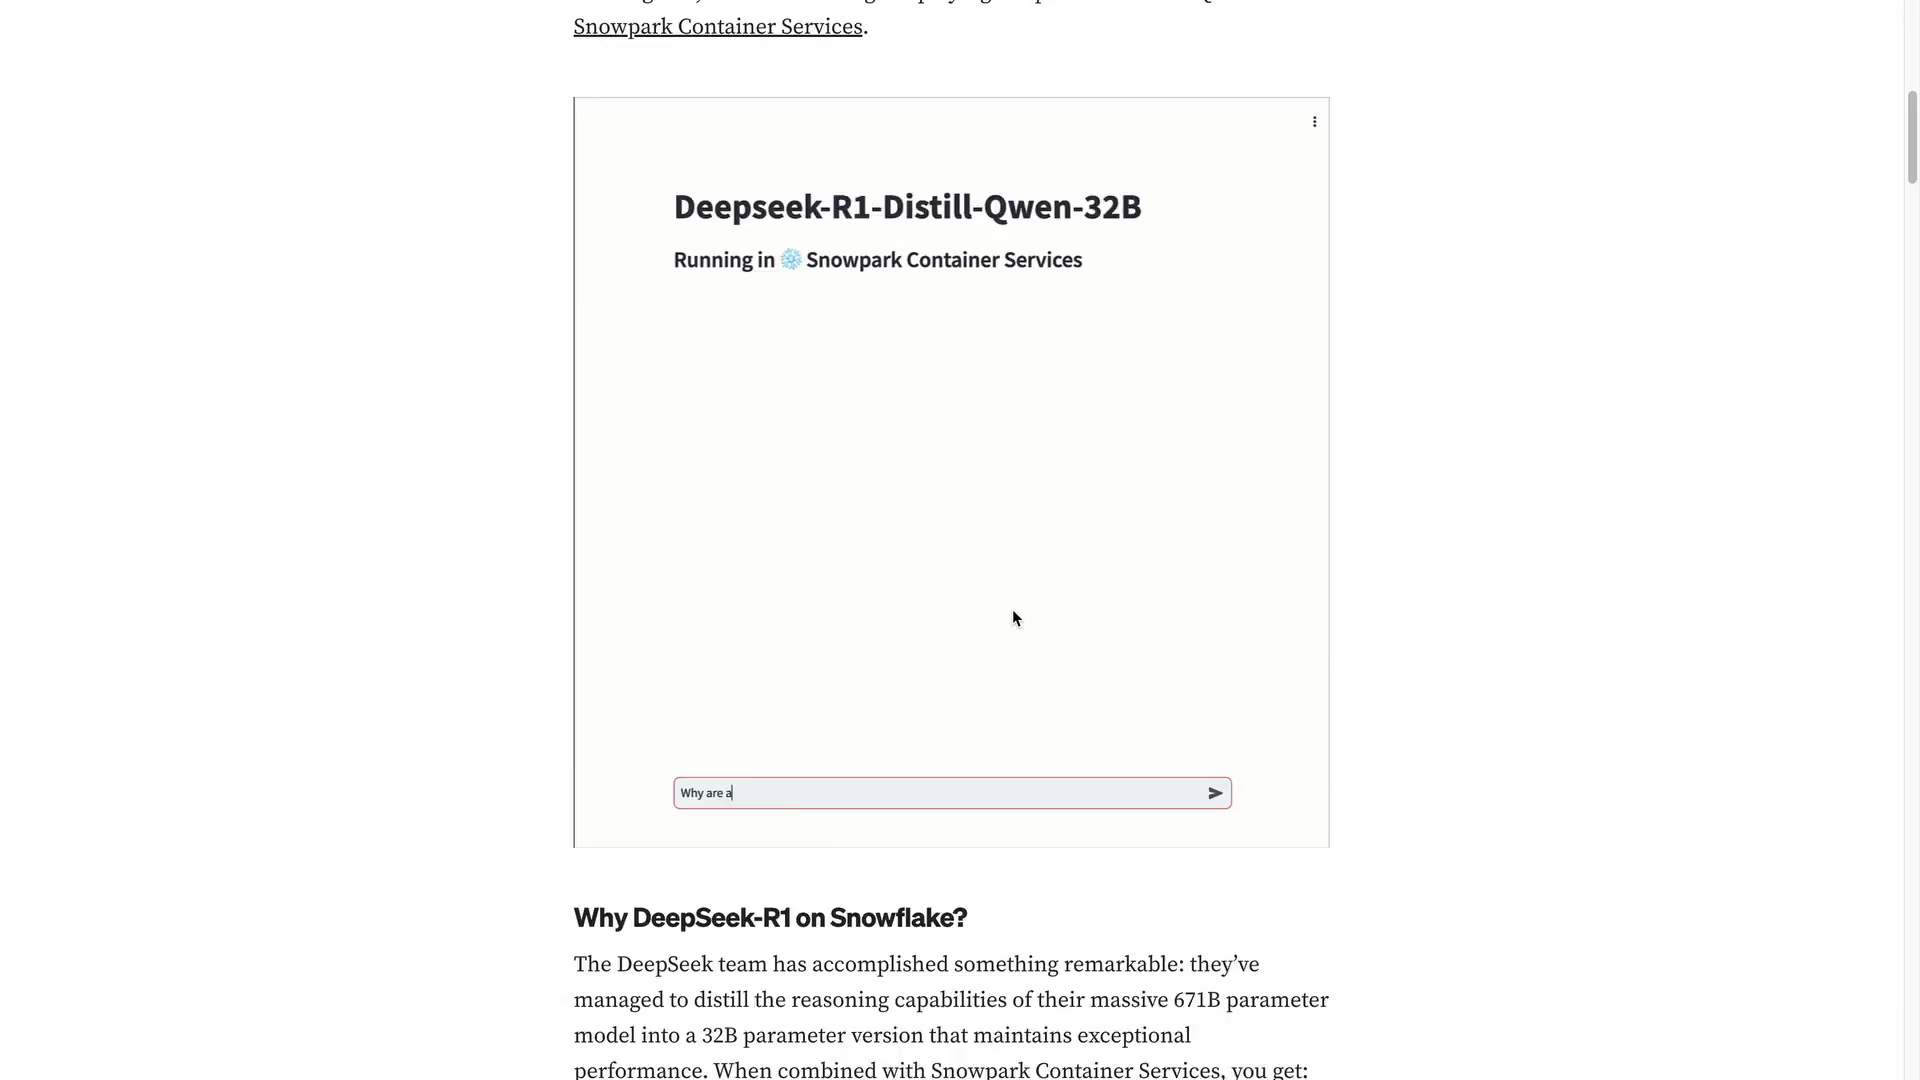 Snowpark Container Services.
Deepseek-R1-Distill-Qwen-32B
Running in Snowpark Container Services
Why are a
Why DeepSeek-R1 on Snowflake?
The DeepSeek team has accomplished something remarkable: they’ve
managed to distill the reasoning capabilities of their massive 671B parameter
model into a 32B parameter version that maintains exceptional
performance. When combined with Snowpark Container Services, you get: